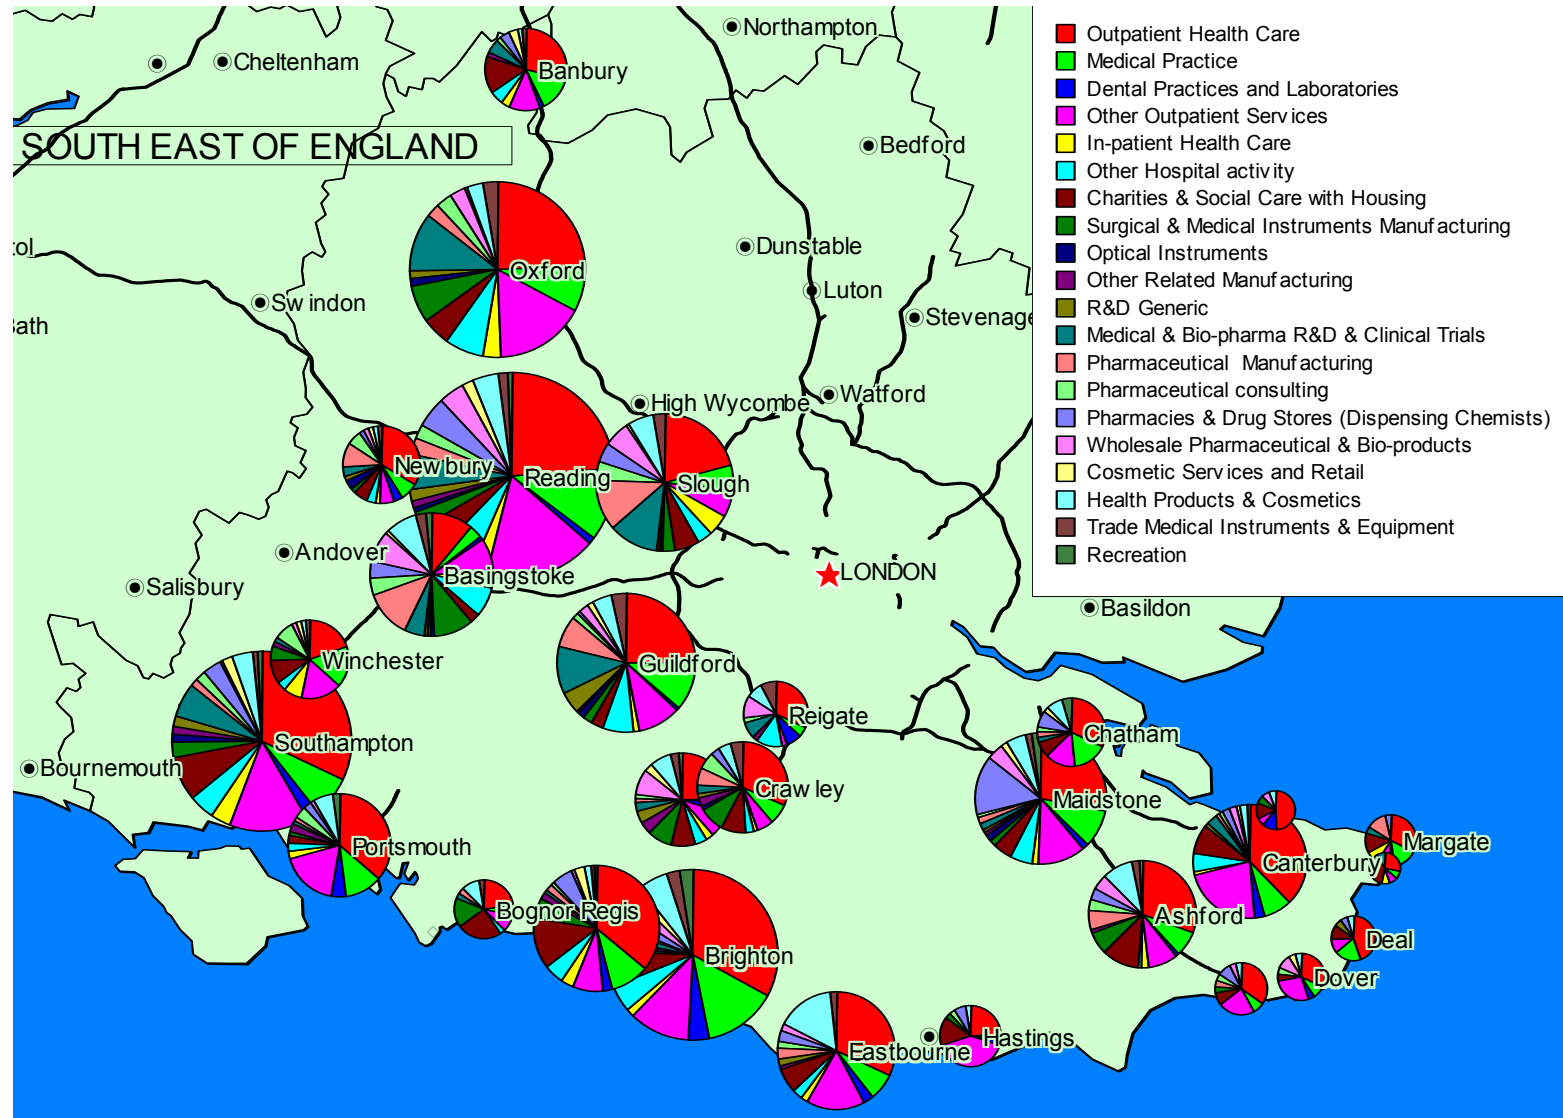 Northampton
Cheltenham
Banbury
SOUTH EAST OF ENGLAND
Bedford
Oxford
Dunstable
tol
Swindon
Luton
Stevenage
ath
High Wycombe
Watford
Newbury
Reading
Slough
Andover
Basingstoke
LONDON
Salisbury
Basildon
Winchester
Guildford
Reigate
Southampton
Chatham
Bournemouth
Crawley
Maidstone
Portsmouth
Margate
Canterbury
Bognor Regis
Ashford
Deal
Brighton
Dover
Eastbourne
Hastings
Outpatient Health Care
Medical Practice
Dental Practices and Laboratories
Other Outpatient Services
In-patient Health Care
Other Hospital activity
Charities & Social Care with Housing
Surgical & Medical Instruments Manufacturing
Optical Instruments
Other Related Manufacturing
R&D Generic
Medical & Bio-pharma R&D & Clinical Trials
Pharmaceutical Manufacturing
Pharmaceutical consulting
Pharmacies & Drug Stores (Dispensing Chemists)
Wholesale Pharmaceutical & Bio-products
Cosmetic Services and Retail
Health Products & Cosmetics
Trade Medical Instruments & Equipment
Recreation